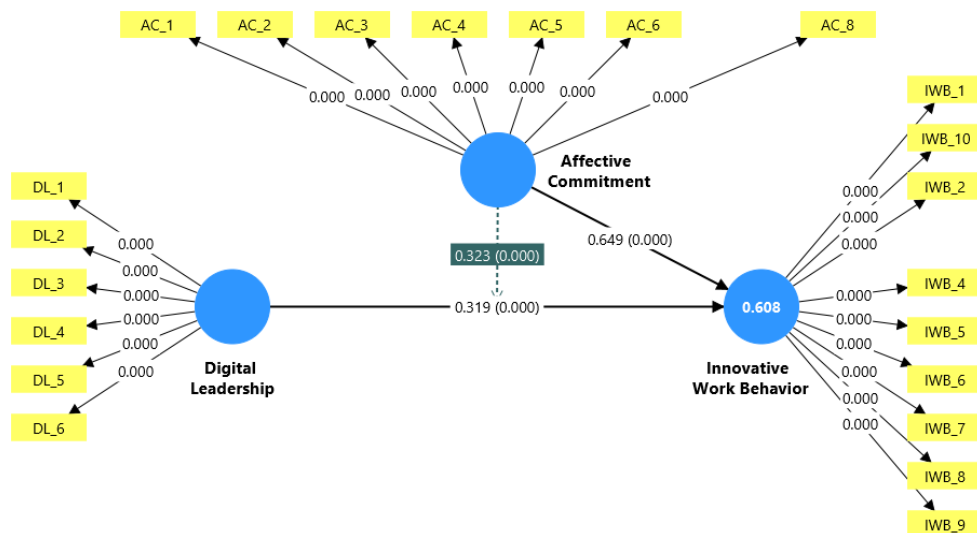 AC_1
AC_2
AC_3
AC_4
AC_5
AC_6
AC_8
0.000
0.000
0.000
0.000
0.000
0.000
0.000
Affective
Commitment
DL_1
DL_2
DL_3
DL_4
DL_5
DL_6
0.000
0.000
0.000
0.000
0.000
0.000
Digital
Leadership
0.323 (0.000)
0.649 (0.000)
0.319 (0.000)
0.608
Innovative
Work Behavior
0.000
0.000
0.000
0.000
0.000
0.000
0.000
0.000
0.000
IWB_1
IWB_10
IWB_2
IWB_4
IWB_5
IWB_6
IWB_7
IWB_8
IWB_9